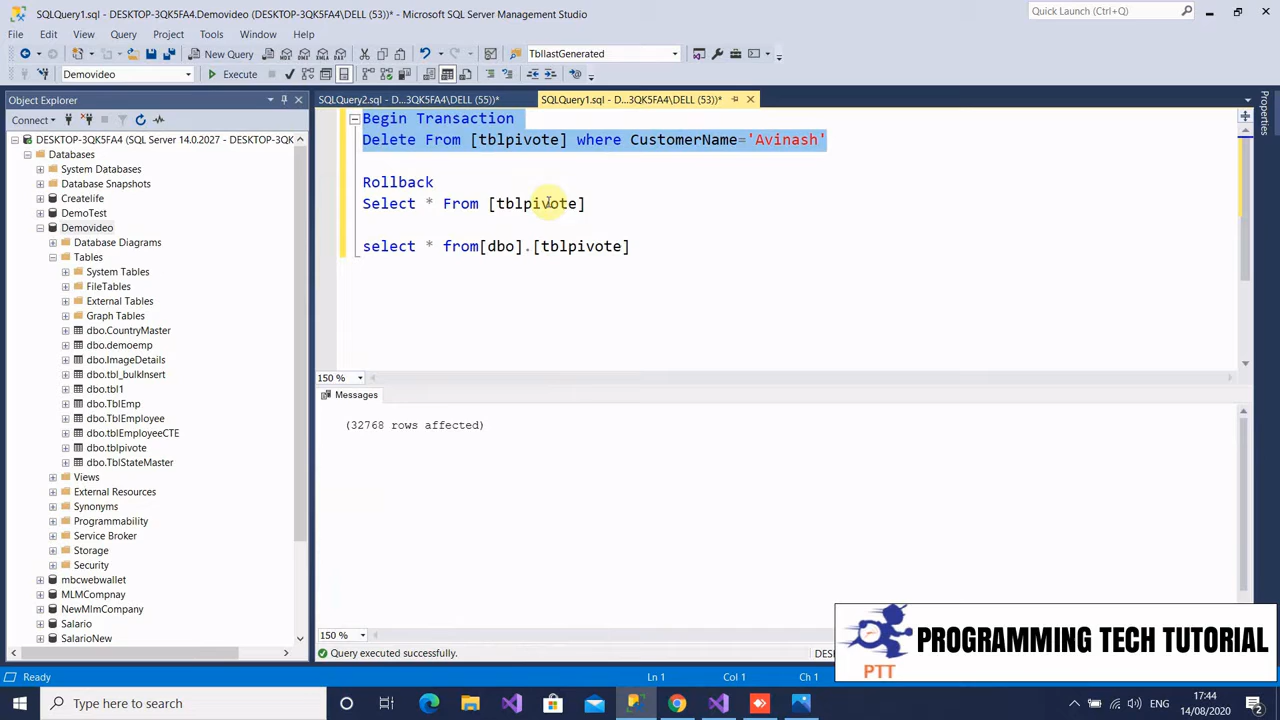 SQLQuery1.sql - DESKTOP-3QK5FA4.Demovideo (DESKTOP-3QK5FA4\DELL (53))* - Microsoft SQL Server Management Studio
Quick Launch (Ctrl+Q)
File Edit View Query Project Tools Window Help
New Query
TbllastGenerated
Demovideo
Execute
Object Explorer
SQLQuery2.sql - D...3QK5FA4\DELL (55))*
SQLQuery1.sql - D...3QK5FA4\DELL (53))*
Properties
Connect
DESKTOP-3QK5FA4 (SQL Server 14.0.2027 - DESKTOP-3QK
Databases
System Databases
Database Snapshots
Createlife
DemoTest
Demovideo
Database Diagrams
Tables
System Tables
FileTables
External Tables
Graph Tables
dbo.CountryMaster
dbo.demoemp
dbo.ImageDetails
dbo.tbl_bulkInsert
dbo.tbl1
dbo.TblEmp
dbo.TblEmployee
dbo.tblEmployeeCTE
dbo.tblpivote
dbo.TblStateMaster
Views
External Resources
Synonyms
Programmability
Service Broker
Storage
Security
mbcwebwallet
MLMCompnay
NewMlmCompany
Salario
SalarioNew
Begin Transaction
Delete From [tblpivote] where CustomerName='Avinash'
Rollback
Select * From [tblpivote]
select * from[dbo].[tblpivote]
150 %
Messages
(32768 rows affected)
150 %
Query executed successfully.
DES
PROGRAMMING TECH TUTORIAL
PTT
Ready
Ln 1
Col 1
Ch 1
Type here to search
ENG
17:44
14/08/2020
2